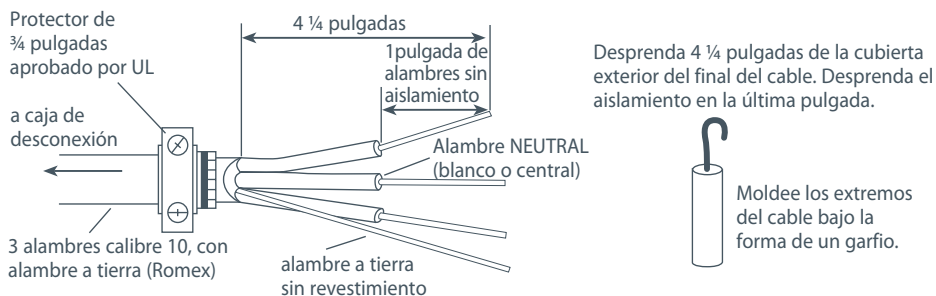 Protector de
¾ pulgadas
aprobado por UL
a caja de
desconexión
3 alambres calibre 10, con
alambre a tierra (Romex)
4 ¼ pulgadas
1pulgada de
alambres sin
aislamiento
Alambre NEUTRAL
(blanco o central)
alambre a tierra
sin revestimiento
Desprenda 4 ¼ pulgadas de la cubierta
exterior del final del cable. Desprenda el
aislamiento en la última pulgada.
Moldee los extremos
del cable bajo la
forma de un garfio.